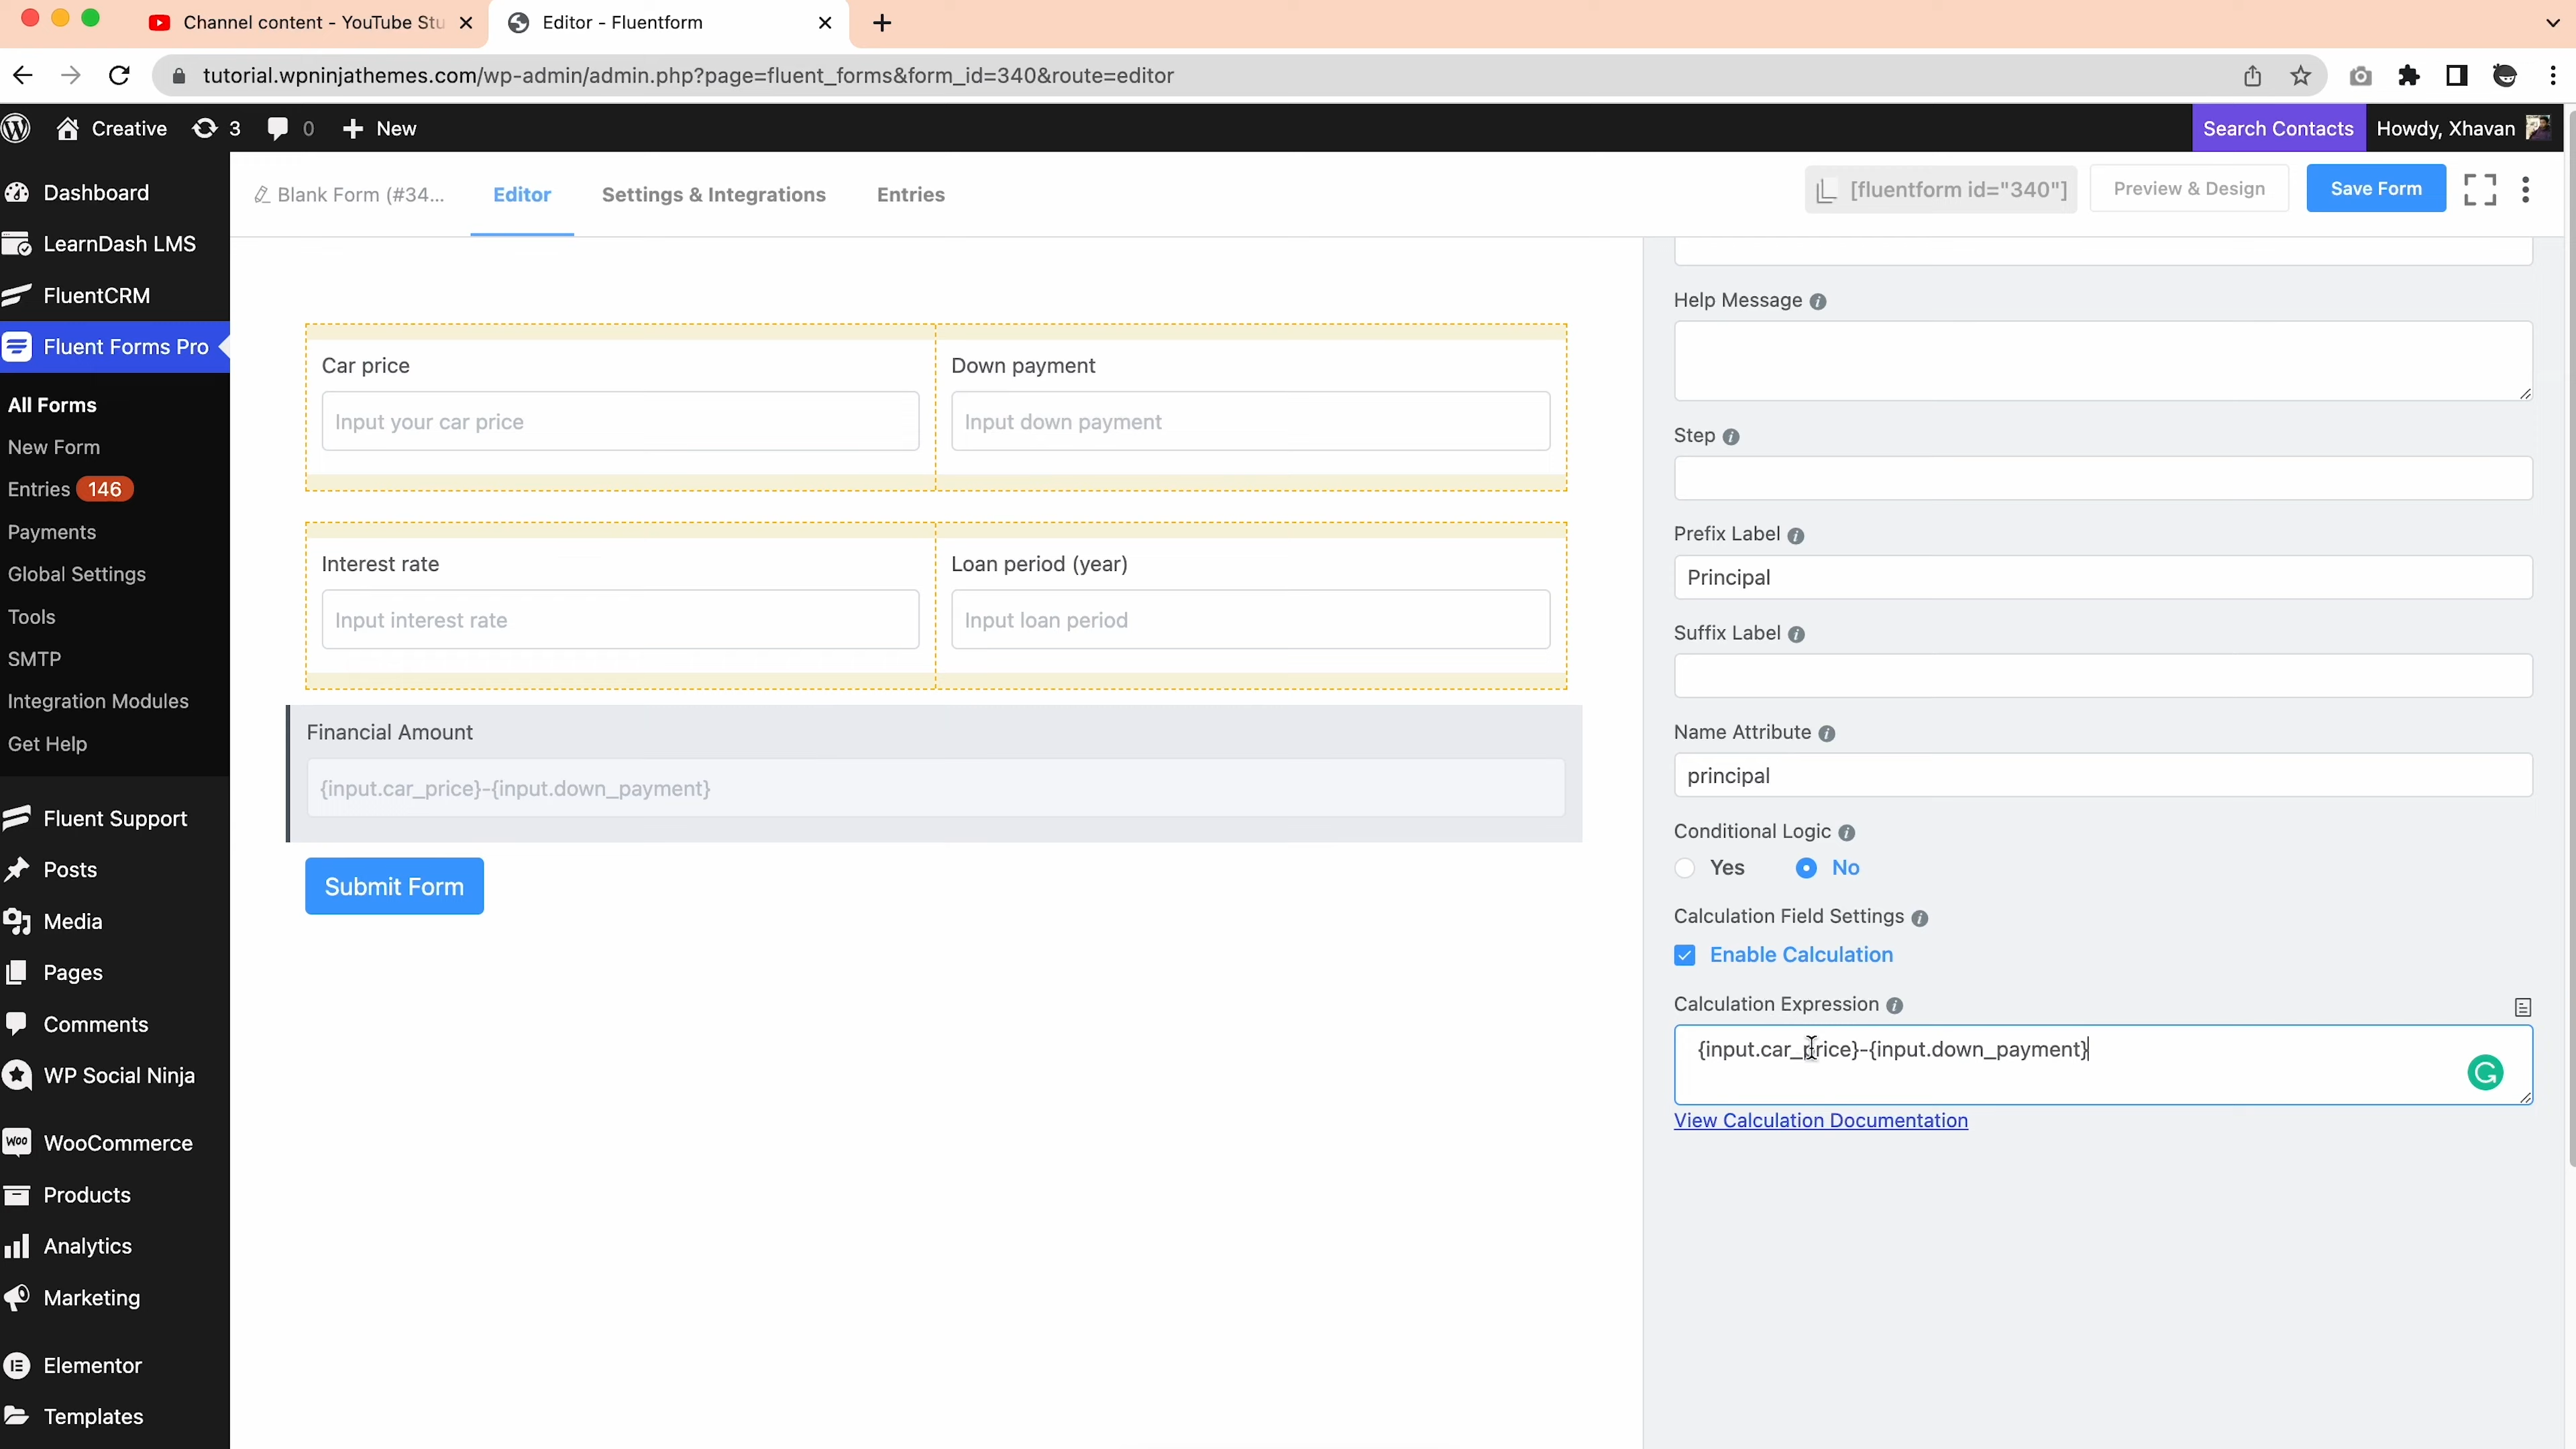 Channel content - YouTube Stu
Editor - Fluentform
tutorial.wpninjathemes.com/wp-admin/admin.php?page=fluent_forms&form_id=340&route=editor
Creative 3 0 New Search Contacts Howdy, Xhavan
Dashboard
LearnDash LMS
FluentCRM
Fluent Forms Pro
All Forms
New Form
Entries 146
Payments
Global Settings
Tools
SMTP
Integration Modules
Get Help
Fluent Support
Posts
Media
Pages
Comments
WP Social Ninja
Woo WooCommerce
Products
Analytics
Marketing
Elementor
Templates
Blank Form (#34... Editor Settings & Integrations Entries [fluentform id="340"] Preview & Design Save Form
Car price
Input your car price
Down payment
Input down payment
Interest rate
Input interest rate
Loan period (year)
Input loan period
Financial Amount
{input.car_price}-{input.down_payment}
Submit Form
Help Message
Step
Prefix Label
Principal
Suffix Label
Name Attribute
principal
Conditional Logic
Yes No
Calculation Field Settings
Enable Calculation
Calculation Expression
{input.car_price}-{input.down_payment}
View Calculation Documentation